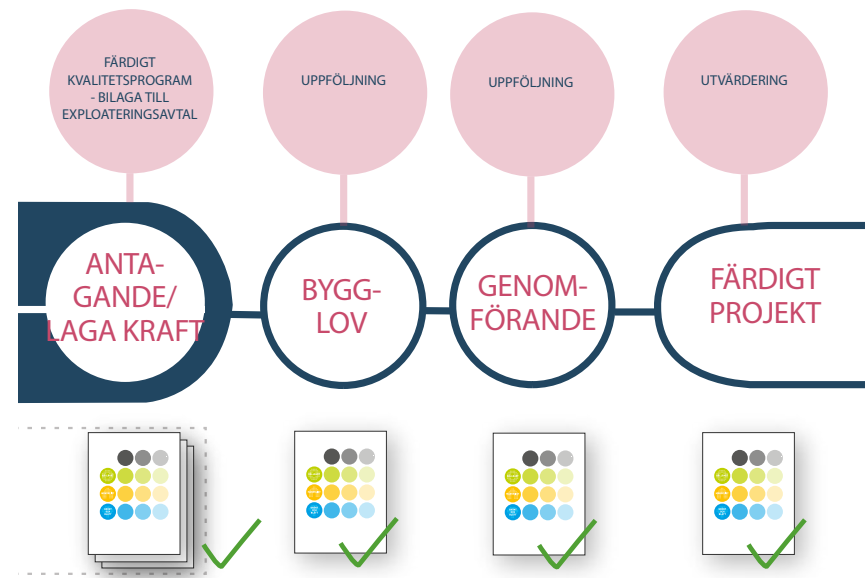 FÄRDIGT
KVALITETSPROGRAM
- BILAGA TILL
EXPLOATERINGSAVTAL
UPPFÖLJNING
UPPFÖLJNING
UTVÄRDERING
ANTA-
GANDE/
LAGA KRAFT
BYGG-
LOV
GENOM-
FÖRANDE
FÄRDIGT
PROJEKT